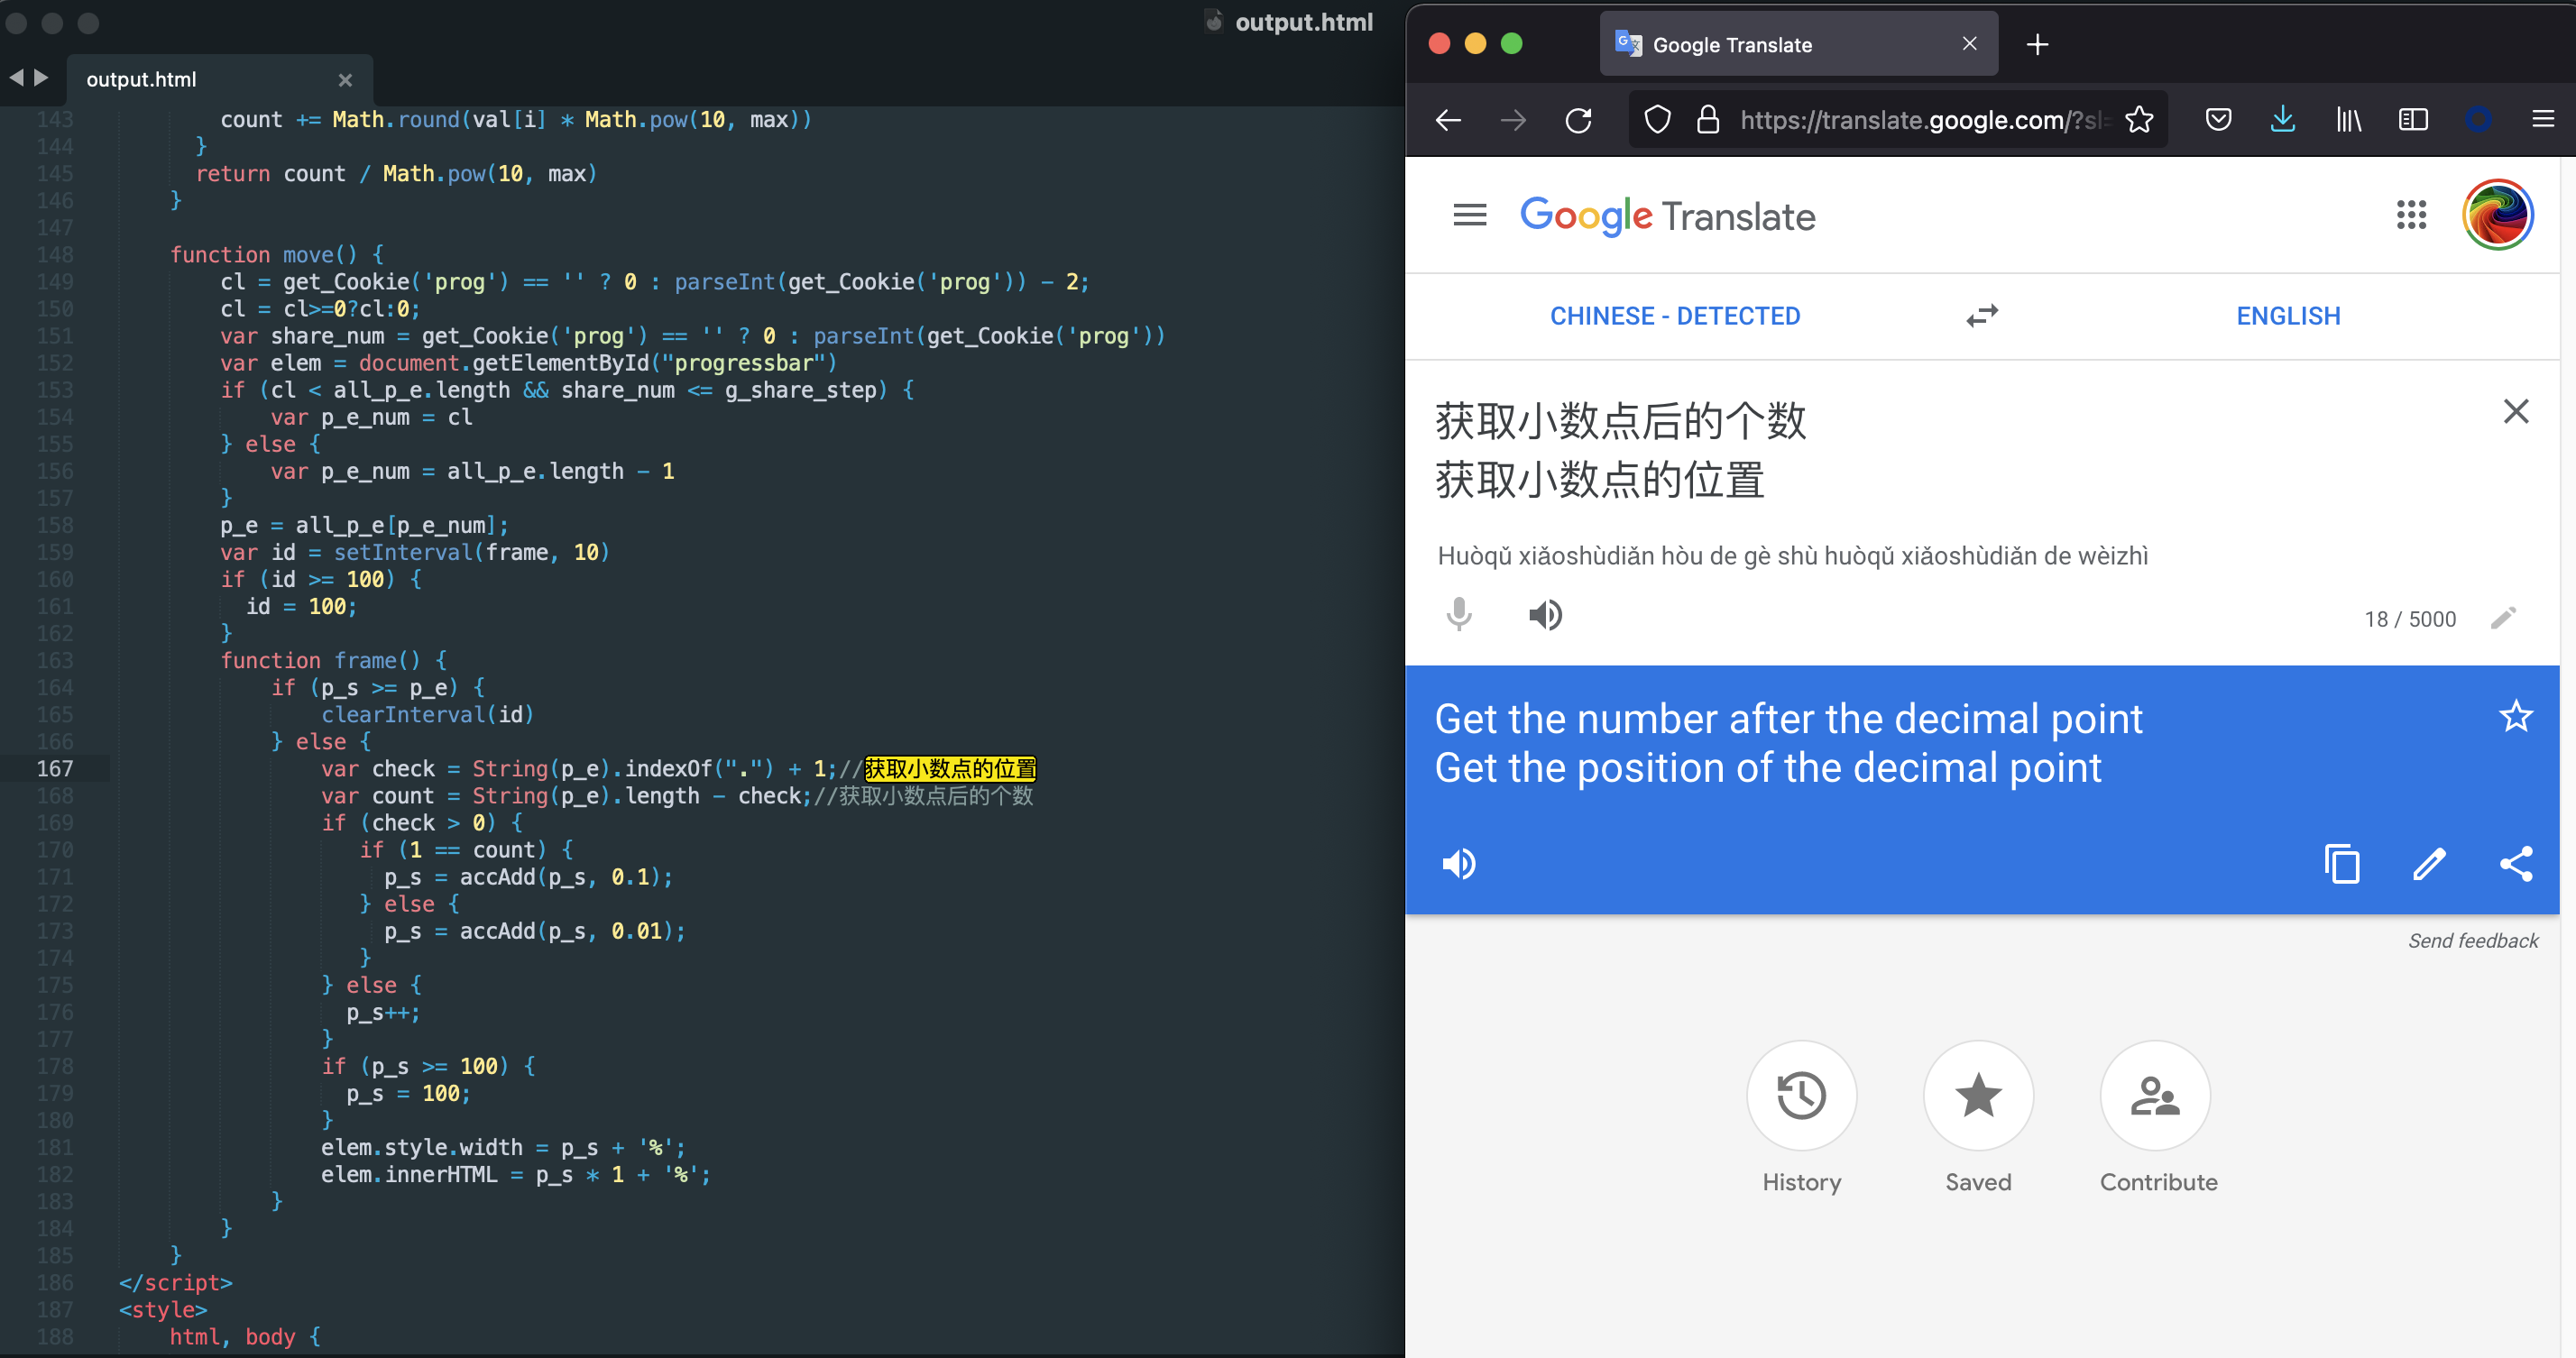 output.html
output.html
143 count += Math.round(val[i] * Math.pow(10, max))
144 }
145 return count / Math.pow(10, max)
146 }
147
148 function move() {
149 cl = get_Cookie('prog') == '' ? 0 : parseInt(get_Cookie('prog')) - 2;
150 cl = cl>=0?cl:0;
151 var share_num = get_Cookie('prog') == '' ? 0 : parseInt(get_Cookie('prog'))
152 var elem = document.getElementById("progressbar")
153 if (cl < all_p_e.length && share_num <= g_share_step) {
154 var p_e_num = cl
155 } else {
156 var p_e_num = all_p_e.length - 1
157 }
158 p_e = all_p_e[p_e_num];
159 var id = setInterval(frame, 10)
160 if (id >= 100) {
161 id = 100;
162 }
163 function frame() {
164 if (p_s >= p_e) {
165 clearInterval(id)
166 } else {
167 var check = String(p_e).indexOf(".") + 1;//获取小数点的位置
168 var count = String(p_e).length - check;//获取小数点后的个数
169 if (check > 0) {
170 if (1 == count) {
171 p_s = accAdd(p_s, 0.1);
172 } else {
173 p_s = accAdd(p_s, 0.01);
174 }
175 } else {
176 p_s++;
177 }
178 if (p_s >= 100) {
179 p_s = 100;
180 }
181 elem.style.width = p_s + '%';
182 elem.innerHTML = p_s * 1 + '%';
183 }
184 }
185 }
186 </script>
187 <style>
188 html, body {
Google Translate
https://translate.google.com/?sl=
Google Translate
CHINESE - DETECTED
ENGLISH
获取小数点后的个数
获取小数点的位置
Huòqǔ xiǎoshùdiǎn hòu de gè shù huòqǔ xiǎoshùdiǎn de wèizhì
18 / 5000
Get the number after the decimal point
Get the position of the decimal point
Send feedback
History
Saved
Contribute